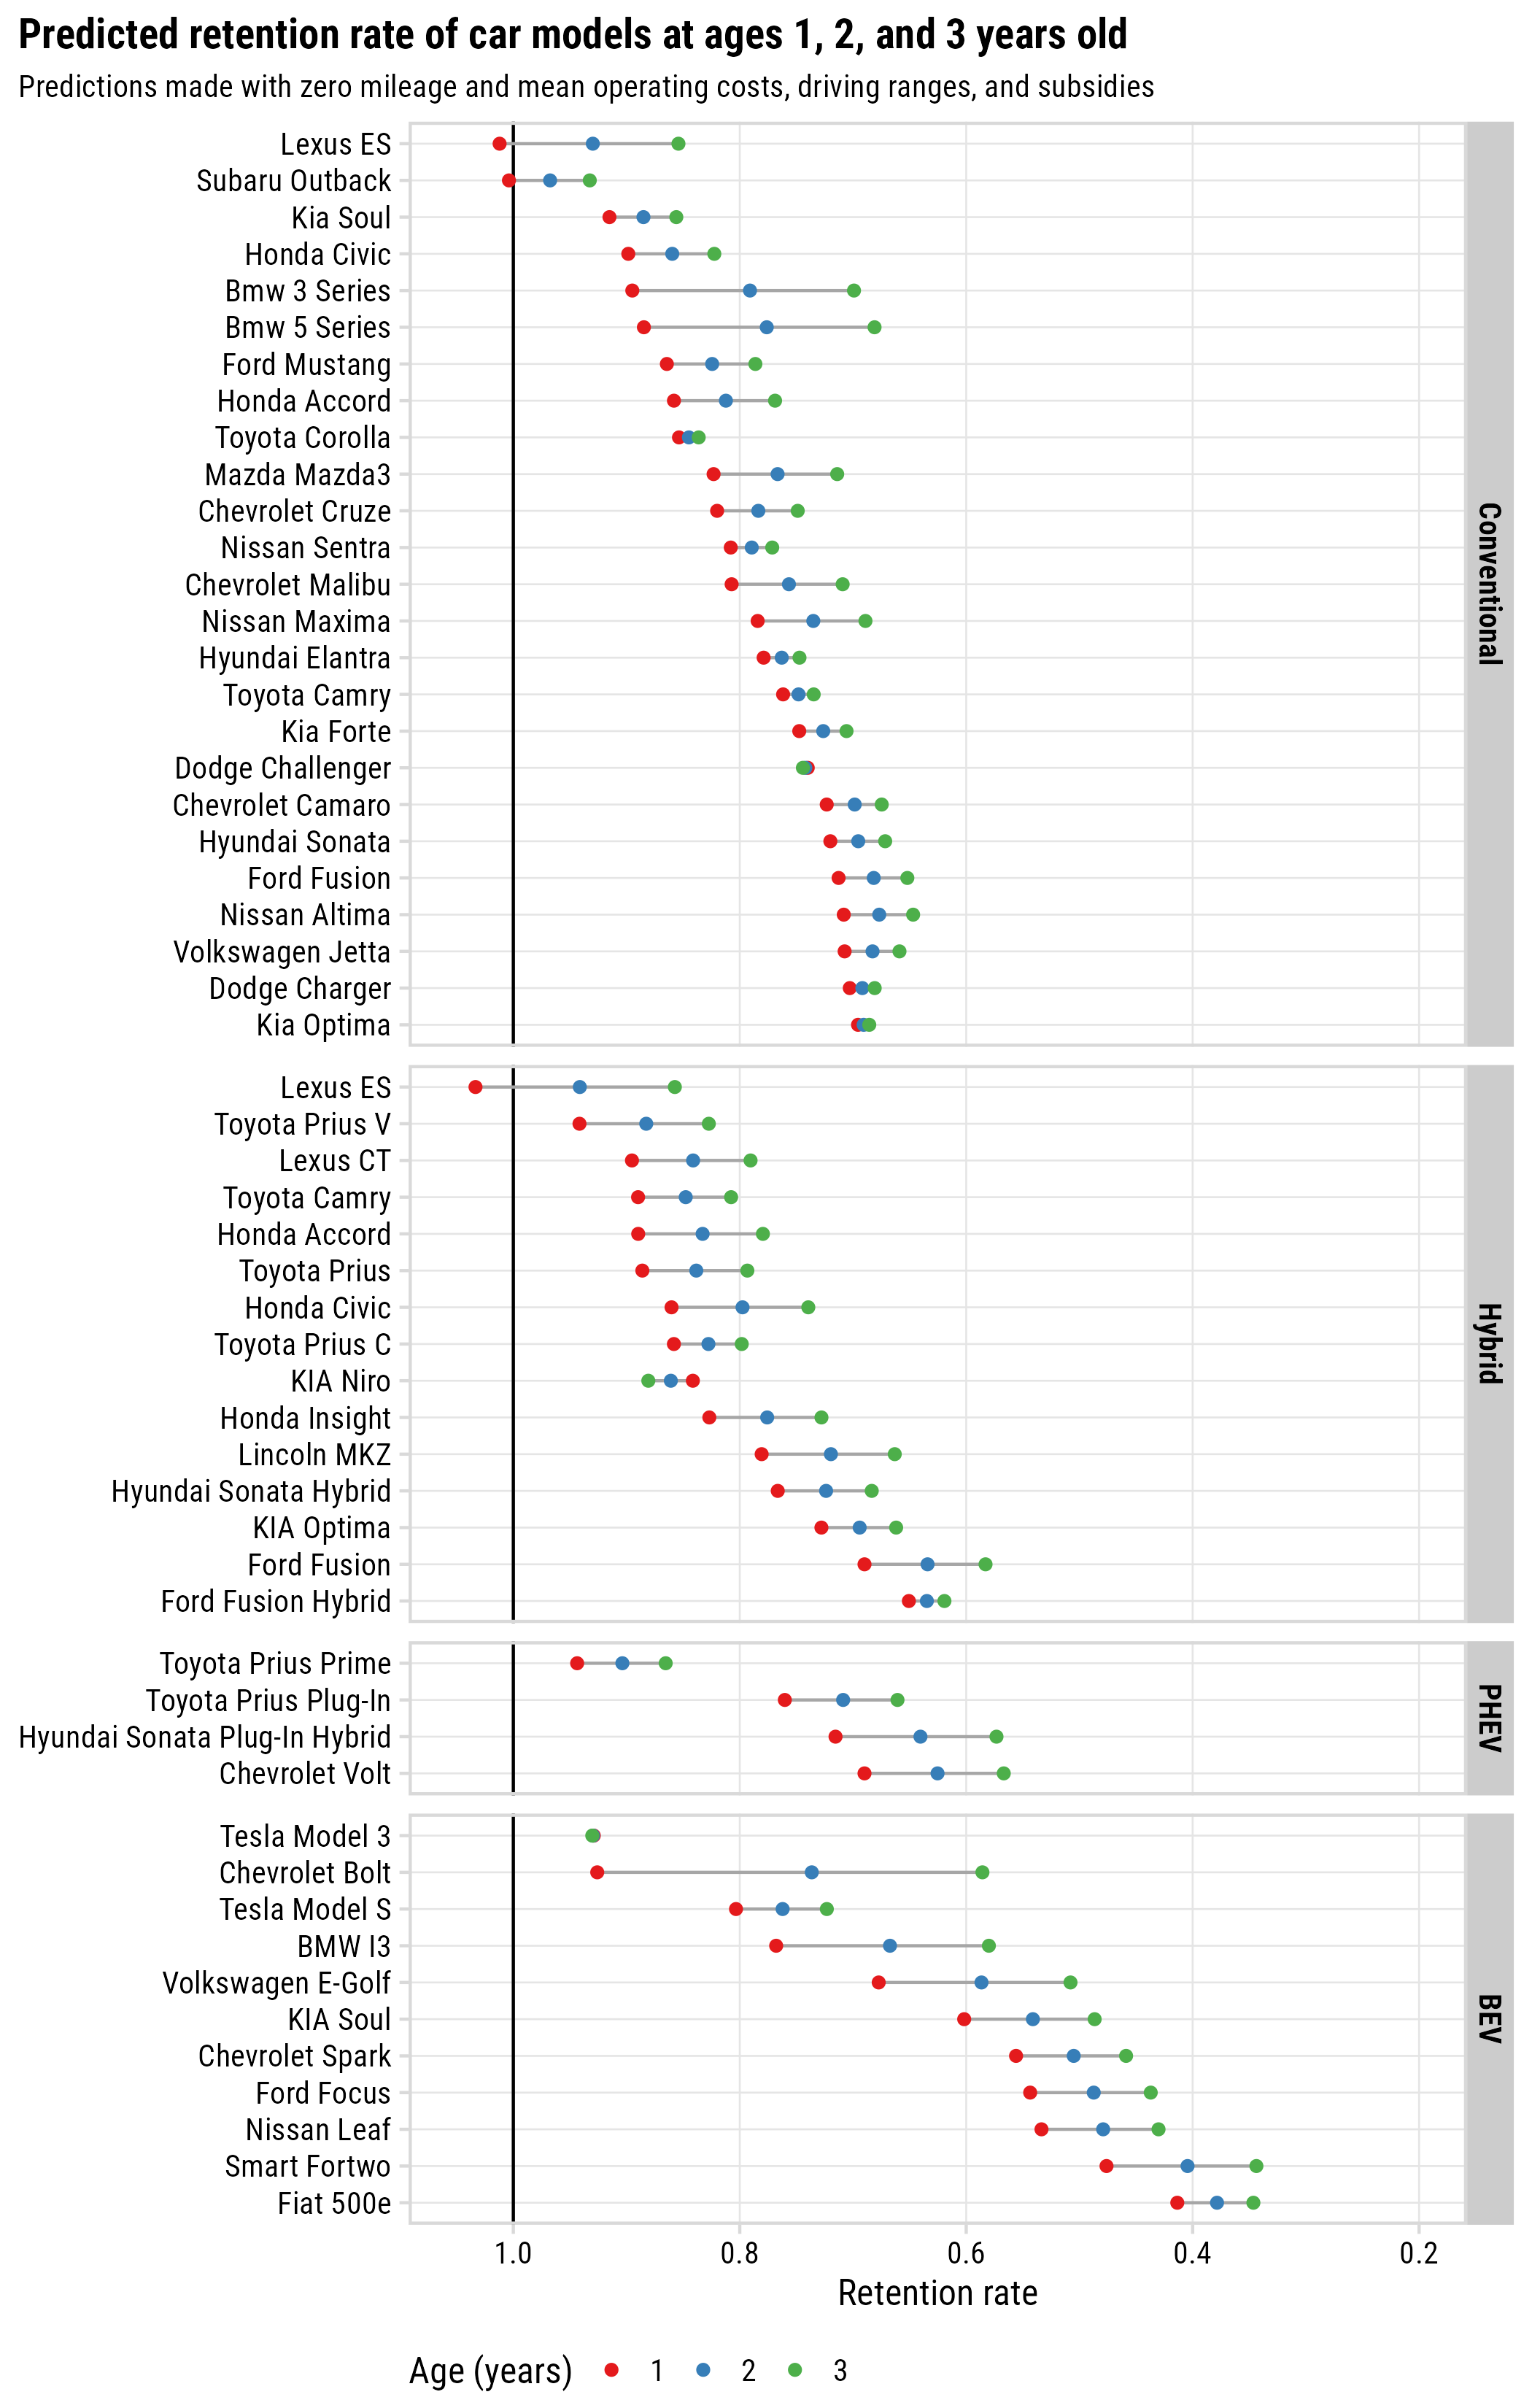 Predicted retention rate of car models at ages 1, 2, and 3 years old
Predictions made with zero mileage and mean operating costs, driving ranges, and subsidies
Lexus ES
Subaru Outback
Kia Soul
Honda Civic
Bmw 3 Series
Bmw 5 Series
Ford Mustang
Honda Accord
Toyota Corolla
Mazda Mazda3
Chevrolet Cruze
Nissan Sentra
Chevrolet Malibu
Nissan Maxima
Hyundai Elantra
Toyota Camry
Kia Forte
Dodge Challenger
Chevrolet Camaro
Hyundai Sonata
Ford Fusion
Nissan Altima
Volkswagen Jetta
Dodge Charger
Kia Optima
Conventional
Lexus ES
Toyota Prius V
Lexus CT
Toyota Camry
Honda Accord
Toyota Prius
Honda Civic
Toyota Prius C
KIA Niro
Honda Insight
Lincoln MKZ
Hyundai Sonata Hybrid
KIA Optima
Ford Fusion
Ford Fusion Hybrid
Hybrid
Toyota Prius Prime
Toyota Prius Plug-In
Hyundai Sonata Plug-In Hybrid
Chevrolet Volt
PHEV
Tesla Model 3
Chevrolet Bolt
Tesla Model S
BMW I3
Volkswagen E-Golf
KIA Soul
Chevrolet Spark
Ford Focus
Nissan Leaf
Smart Fortwo
Fiat 500e
BEV
1.0 0.8 0.6 0.4 0.2
Retention rate
Age (years) 1 2 3